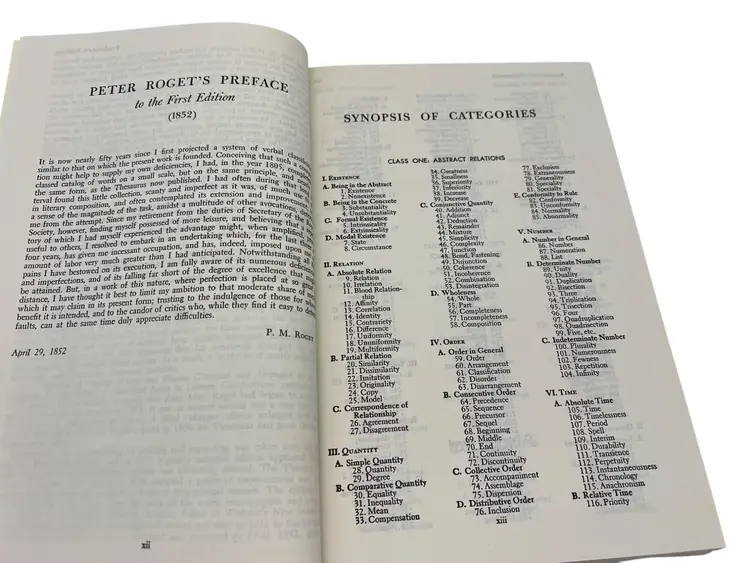 PETER ROGET'S PREFACE
to the First Edition
(1852)
It is now nearly fifty years since I first projected a system of verbal
similar to that on which the present work is founded. Conceiving that such a
tion might help to supply my own deficiencies, I had, in the year 1805,
classed catalog of words on a small scale, but on the same principle, and
the same form, as the Thesaurus now published. I had often during that
terval found this little collection, scanty and imperfect as it was, of much
in literary composition, and often contemplated its extension and
a sense of the magnitude of the task, amidst a multitude of other avocations,
me from the attempt. Since my retirement from the duties of Secretary of the
Society, however, finding myself possessed of more leisure, and believing that a
tory of which I had myself experienced the advantage might, when amplified,
useful to others, I resolved to embark in an undertaking which, for the last three
four years, has given me incessant occupation, and has, indeed, imposed upon
amount of labor very much greater than I had anticipated. Notwithstanding all
pains I have bestowed on its execution, I am fully aware of its numerous
and imperfections, and of its falling far short of the degree of excellence that
be attained. But, in a work of this nature, where perfection is placed at so
distance, I have thought it best to limit my ambition to that moderate share of
which it may claim in its present form; trusting to the indulgence of those for
benefit it is intended, and to the candor of critics who, while they find it easy to
faults, can at the same time duly appreciate difficulties.
P. M. ROGET
April 29, 1852
xii
SYNOPSIS OF CATEGORIES
CLASS ONE: ABSTRACT RELATIONS
I. EXISTENCE
A. Being in the Abstract
1. Existence
2. Nonexistence
B. Being in the Concrete
3. Substantiality
4. Unsubstantiality
C. Formal Existence
5. Intrinsicality
6. Extrinsicality
D. Modal Existence
7. State
8. Circumstance
II. RELATION
A. Absolute Relation
9. Relation
10. Irrelation
11. Blood Relation-
ship
12. Affinity
13. Correlation
14. Identity
15. Contrariety
16. Difference
17. Uniformity
18. Ununiformity
19. Multiformity
B. Partial Relation
20. Similarity
21. Dissimilarity
22. Imitation
23. Originality
24. Copy
25. Model
C. Correspondence of
Relationship
26. Agreement
27. Disagreement
III. QUANTITY
A. Simple Quantity
28. Quantity
29. Degree
B. Comparative Quantity
30. Equality
31. Inequality
32. Mean
33. Compensation
34. Greatness
35. Smallness
36. Superiority
37. Inferiority
38. Increase
39. Decrease
C. Conjunctive Quantity
40. Addition
41. Adjunct
42. Deduction
43. Remainder
44. Mixture
45. Simplicity
46. Complexity
47. Junction
48. Bond, Fastening
49. Disjunction
50. Coherence
51. Incoherence
52. Combination
53. Disintegration
D. Wholeness
54. Whole
55. Part
56. Completeness
57. Incompleteness
58. Composition
IV. ORDER
A. Order in General
59. Order
60. Arrangement
61. Classification
62. Disorder
63. Disarrangement
B. Consecutive Order
64. Precedence
65. Sequence
66. Precursor
67. Sequel
68. Beginning
69. Middle
70. End
71. Continuity
72. Discontinuity
C. Collective Order
73. Accompaniment
74. Assemblage
75. Dispersion
D. Distributive Order
76. Inclusion
77. Exclusion
78. Extraneousness
79. Generality
80. Speciality
81. Specialty
E. Conformity to Rule
82. Conformity
83. Unconformity
84. Normality
85. Abnormality
V. NUMBER
A. Number in General
86. Number
87. Numeration
88. List
B. Determinate Number
89. Unity
90. Duality
91. Duplication
92. Bisection
93. Three
94. Triplication
95. Trisection
96. Four
97. Quadruplication
98. Quadrisection
99. Five, etc.
C. Indeterminate Number
100. Plurality
101. Numerousness
102. Fewness
103. Repetition
104. Infinity
VI. TIME
A. Absolute Time
105. Time
106. Timelessness
107. Period
108. Spell
109. Interim
110. Durability
111. Transience
112. Perpetuity
113. Instantaneousness
114. Chronology
115. Anachronism
B. Relative Time
116. Priority
xiii